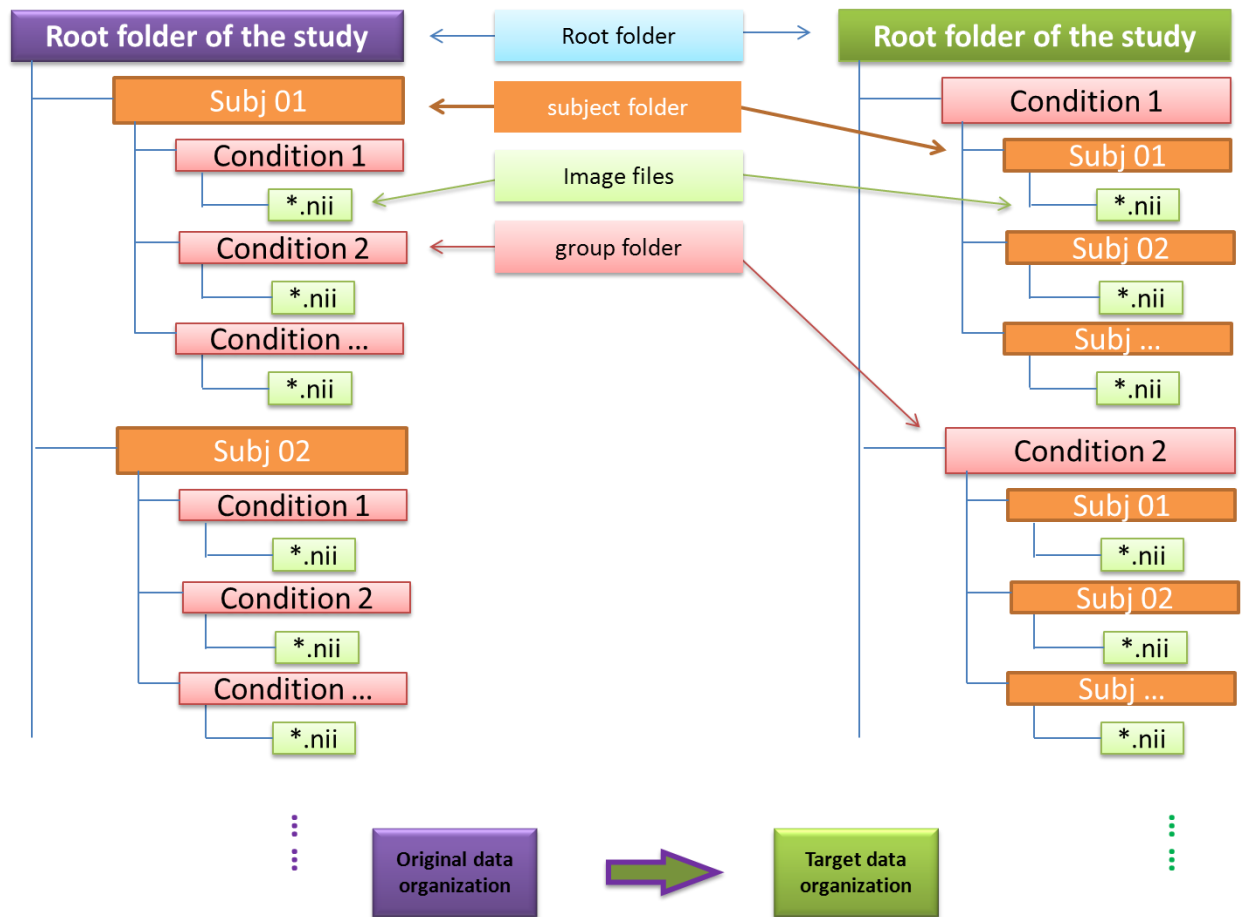 Root folder of the study
Subj 01
Condition 1
*.nii
Condition 2
*.nii
Condition ...
*.nii
Subj 02
Condition 1
*.nii
Condition 2
*.nii
Condition ...
*.nii
Root folder
subject folder
Image files
group folder
Root folder of the study
Condition 1
Subj 01
*.nii
Subj 02
*.nii
Subj ...
*.nii
Condition 2
Subj 01
*.nii
Subj 02
*.nii
Subj ...
*.nii
Original data
organization
Target data
organization